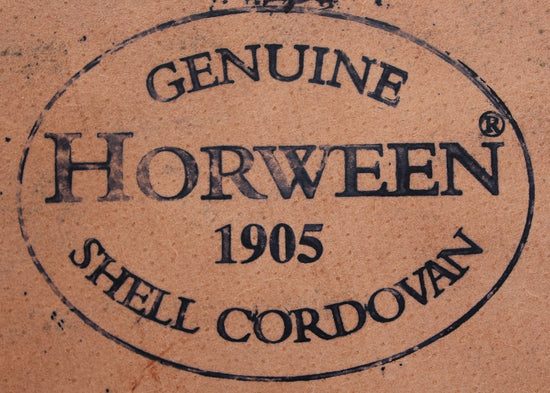 GENUINE
HORWEEN®
1905
SHELL CORDOVAN